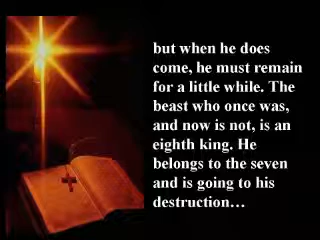 but when he does
come, he must remain
for a little while. The
beast who once was,
and now is not, is an
eighth king. He
belongs to the seven
and is going to his
destruction…